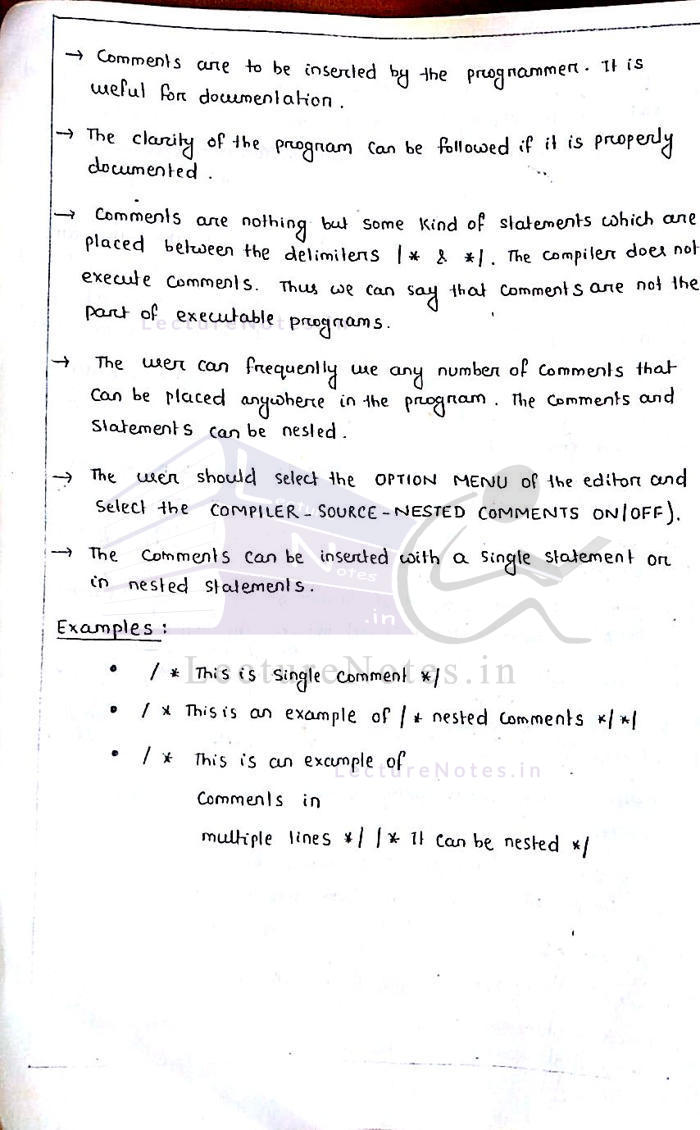 → Comments are to be inserted by the programmer. It is
useful for documentation.
→ The clarity of the program can be followed if it is properly
documented.
→ Comments are nothing but some kind of statements which are
placed between the delimiters /* & */. The compiler does not
execute comments. Thus we can say that comments are not the
part of executable programs.
LectureNotes.in
→ The user can frequently use any number of comments that
can be placed anywhere in the program. The comments and
statements can be nested.
→ The user should select the OPTION MENU of the editor and
select the COMPILER-SOURCE-NESTED COMMENTS ON/OFF).
→ The comments can be inserted with a single statement or
in nested statements.
Notes
.in
Examples:
• /* This is single comment */
LectureNotes.in
• /* This is an example of /* nested comments */ */
• /* This is an example of
LectureNotes.in
comments in
multiple lines */ /* It can be nested */